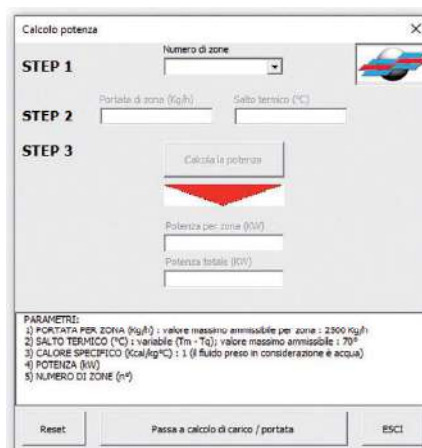 Calcolo potenza
STEP 1
Numero di zone
STEP 2
Portata di zona (Kg/h)
Salto termico (°C)
STEP 3
Calcola la potenza
Potenza per zona (KW)
Potenza totale (KW)
PARAMETRI:
1) PORTATA PER ZONA (Kg/h) : valore massimo ammissibile per zona : 2300 Kg/h
2) SALTO TERMICO (°C) : variabile (Tm - Tq); valore massimo ammissibile : 70°
3) CALORE SPECIFICO (Kcal/kg°C) : 1 (il fluido preso in considerazione è acqua)
4) POTENZA (kW)
5) NUMERO DI ZONE (n°)
Reset
Passa a calcolo di carico / portata
ESCI